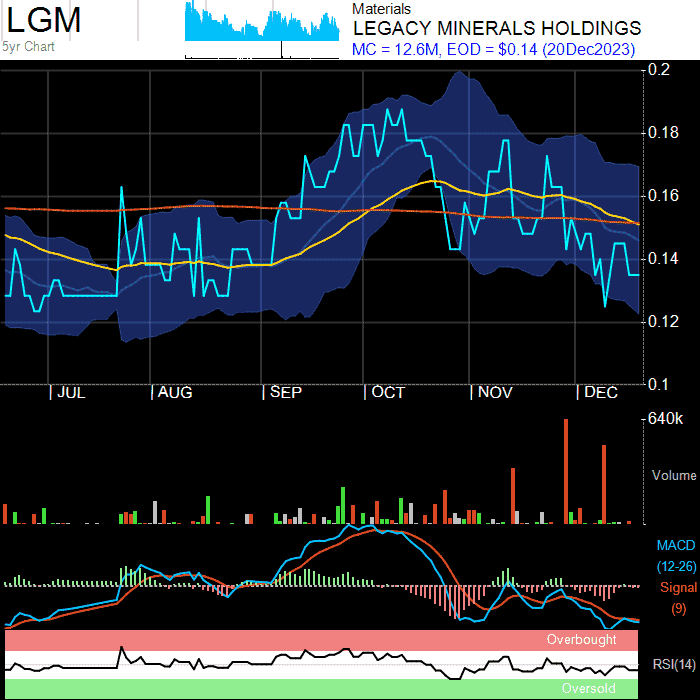 LGM
5yr Chart
Materials
LEGACY MINERALS HOLDINGS
MC = 12.6M, EOD = $0.14 (20Dec2023)
0.2
0.18
0.16
0.14
0.12
0.1
JUL AUG SEP OCT NOV DEC
640k
Volume
MACD
(12-26)
Signal
(9)
Overbought
RSI(14)
Oversold